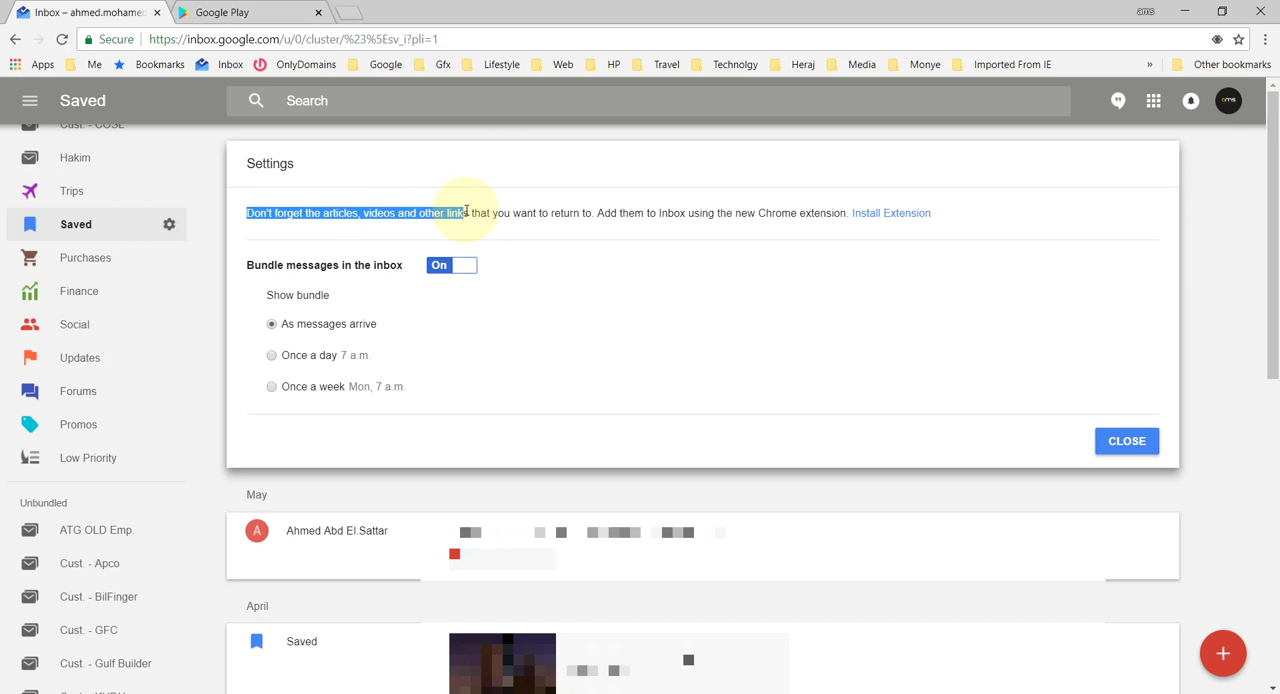 Inbox – ahmed.mohamed
Google Play
ams
Secure
https://inbox.google.com/u/0/cluster/%23%5Esv_i?pli=1
Apps
Me
Bookmarks
Inbox
OnlyDomains
Google
Gfx
Lifestyle
Web
HP
Travel
Technolgy
Heraj
Media
Monye
Imported From IE
»
Other bookmarks
Saved
Search
ams
Cust. - COSL
Hakim
Trips
Saved
Purchases
Finance
Social
Updates
Forums
Promos
Low Priority
Unbundled
ATG OLD Emp.
Cust. - Apco
Cust. - BilFinger
Cust. - GFC
Cust. - Gulf Builder
Settings
Don't forget the articles, videos and other links that you want to return to. Add them to Inbox using the new Chrome extension. Install Extension
Bundle messages in the inbox On
Show bundle
As messages arrive
Once a day 7 a.m.
Once a week Mon, 7 a.m.
CLOSE
May
A Ahmed Abd El.Sattar
April
Saved